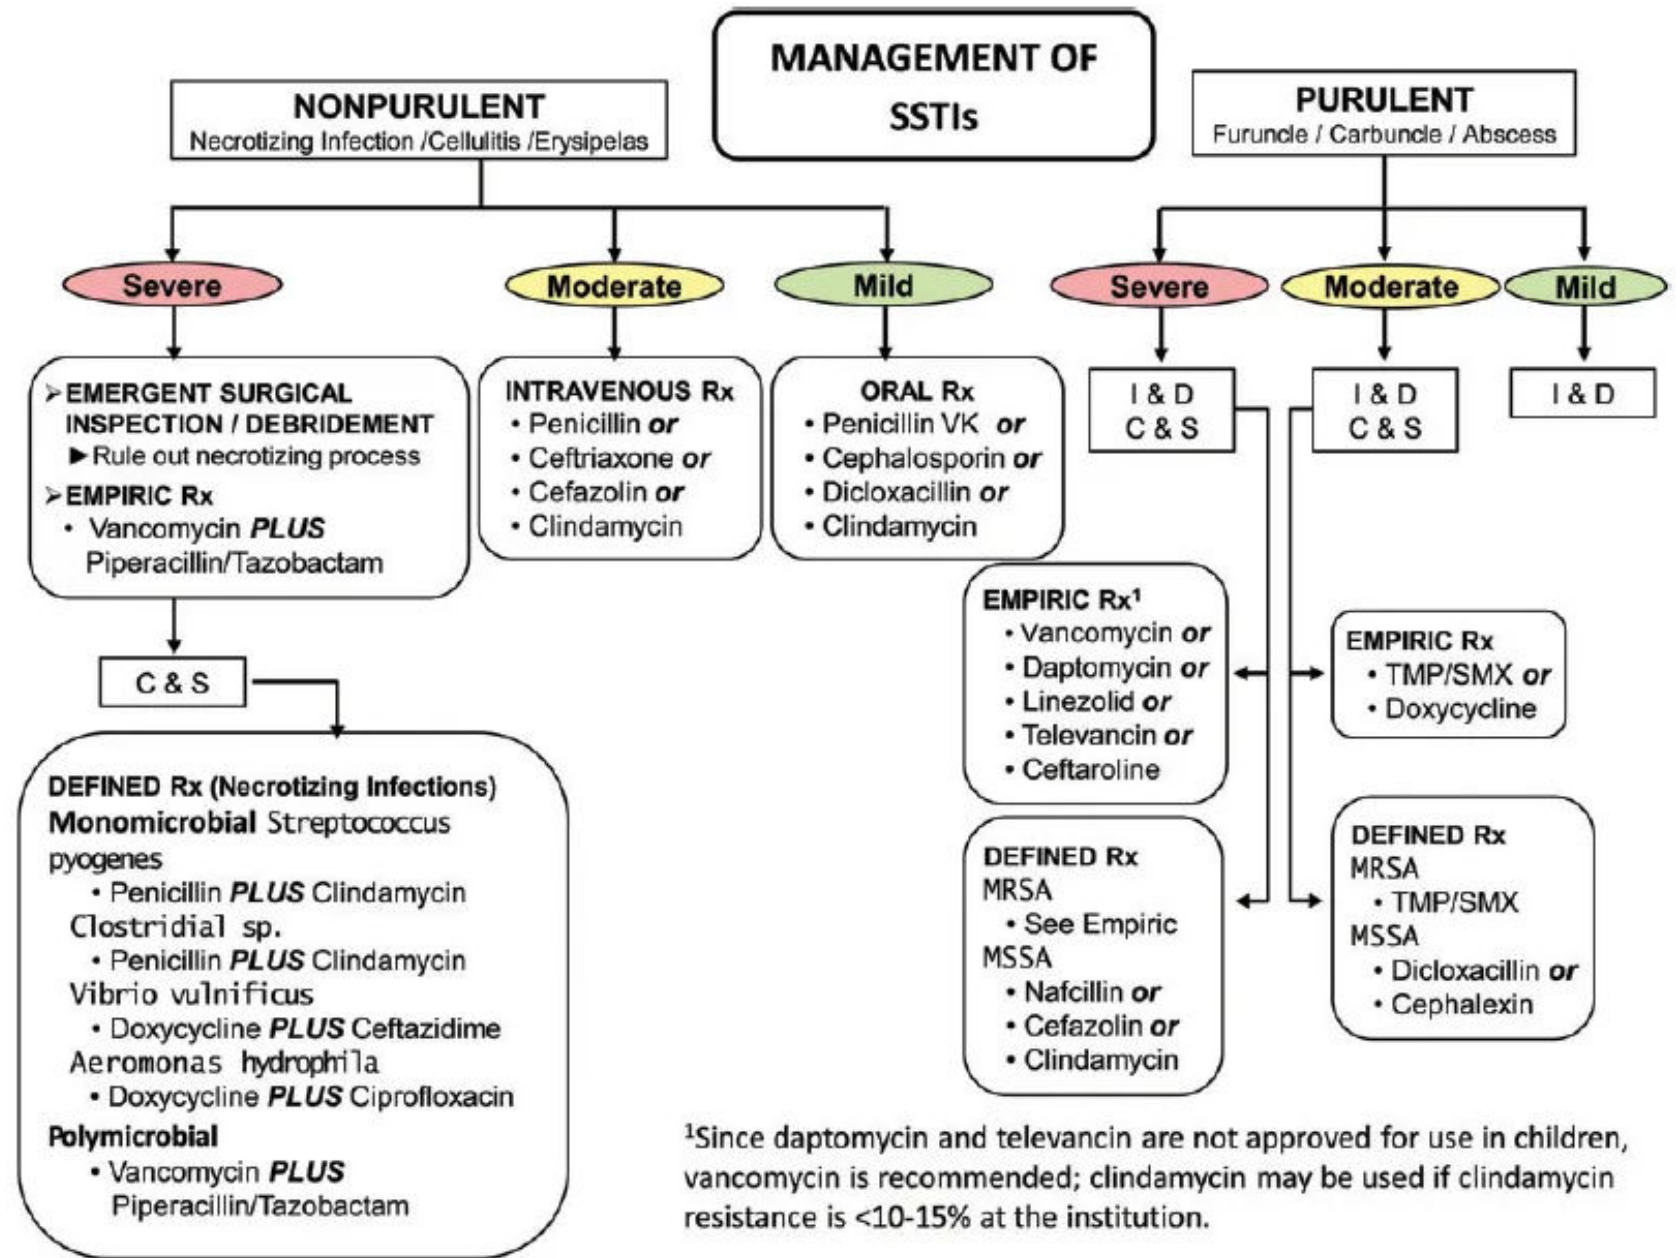 MANAGEMENT OF
SSTIs
NONPURULENT
Necrotizing Infection /Cellulitis /Erysipelas
Severe
➢EMERGENT SURGICAL
INSPECTION / DEBRIDEMENT
►Rule out necrotizing process
➢EMPIRIC Rx
• Vancomycin PLUS
Piperacillin/Tazobactam
C & S
DEFINED Rx (Necrotizing Infections)
Monomicrobial Streptococcus
pyogenes
• Penicillin PLUS Clindamycin
Clostridial sp.
• Penicillin PLUS Clindamycin
Vibrio vulnificus
• Doxycycline PLUS Ceftazidime
Aeromonas hydrophila
• Doxycycline PLUS Ciprofloxacin
Polymicrobial
• Vancomycin PLUS
Piperacillin/Tazobactam
Moderate
INTRAVENOUS Rx
• Penicillin or
• Ceftriaxone or
• Cefazolin or
• Clindamycin
Mild
ORAL Rx
• Penicillin VK or
• Cephalosporin or
• Dicloxacillin or
• Clindamycin
PURULENT
Furuncle / Carbuncle / Abscess
Severe
I & D
C & S
EMPIRIC Rx¹
• Vancomycin or
• Daptomycin or
• Linezolid or
• Televancin or
• Ceftaroline
DEFINED Rx
MRSA
• See Empiric
MSSA
• Nafcillin or
• Cefazolin or
• Clindamycin
Moderate
I & D
C & S
EMPIRIC Rx
• TMP/SMX or
• Doxycycline
DEFINED Rx
MRSA
• TMP/SMX
MSSA
• Dicloxacillin or
• Cephalexin
Mild
I & D
¹Since daptomycin and televancin are not approved for use in children,
vancomycin is recommended; clindamycin may be used if clindamycin
resistance is <10-15% at the institution.